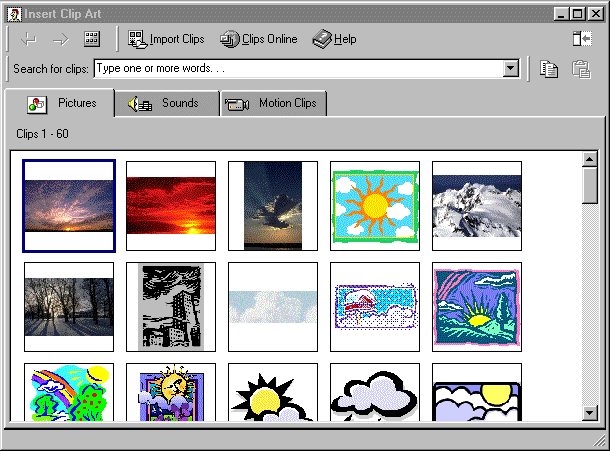 Insert Clip Art
Import Clips Clips Online Help
Search for clips: Type one or more words. . .
Pictures Sounds Motion Clips
Clips 1 - 60